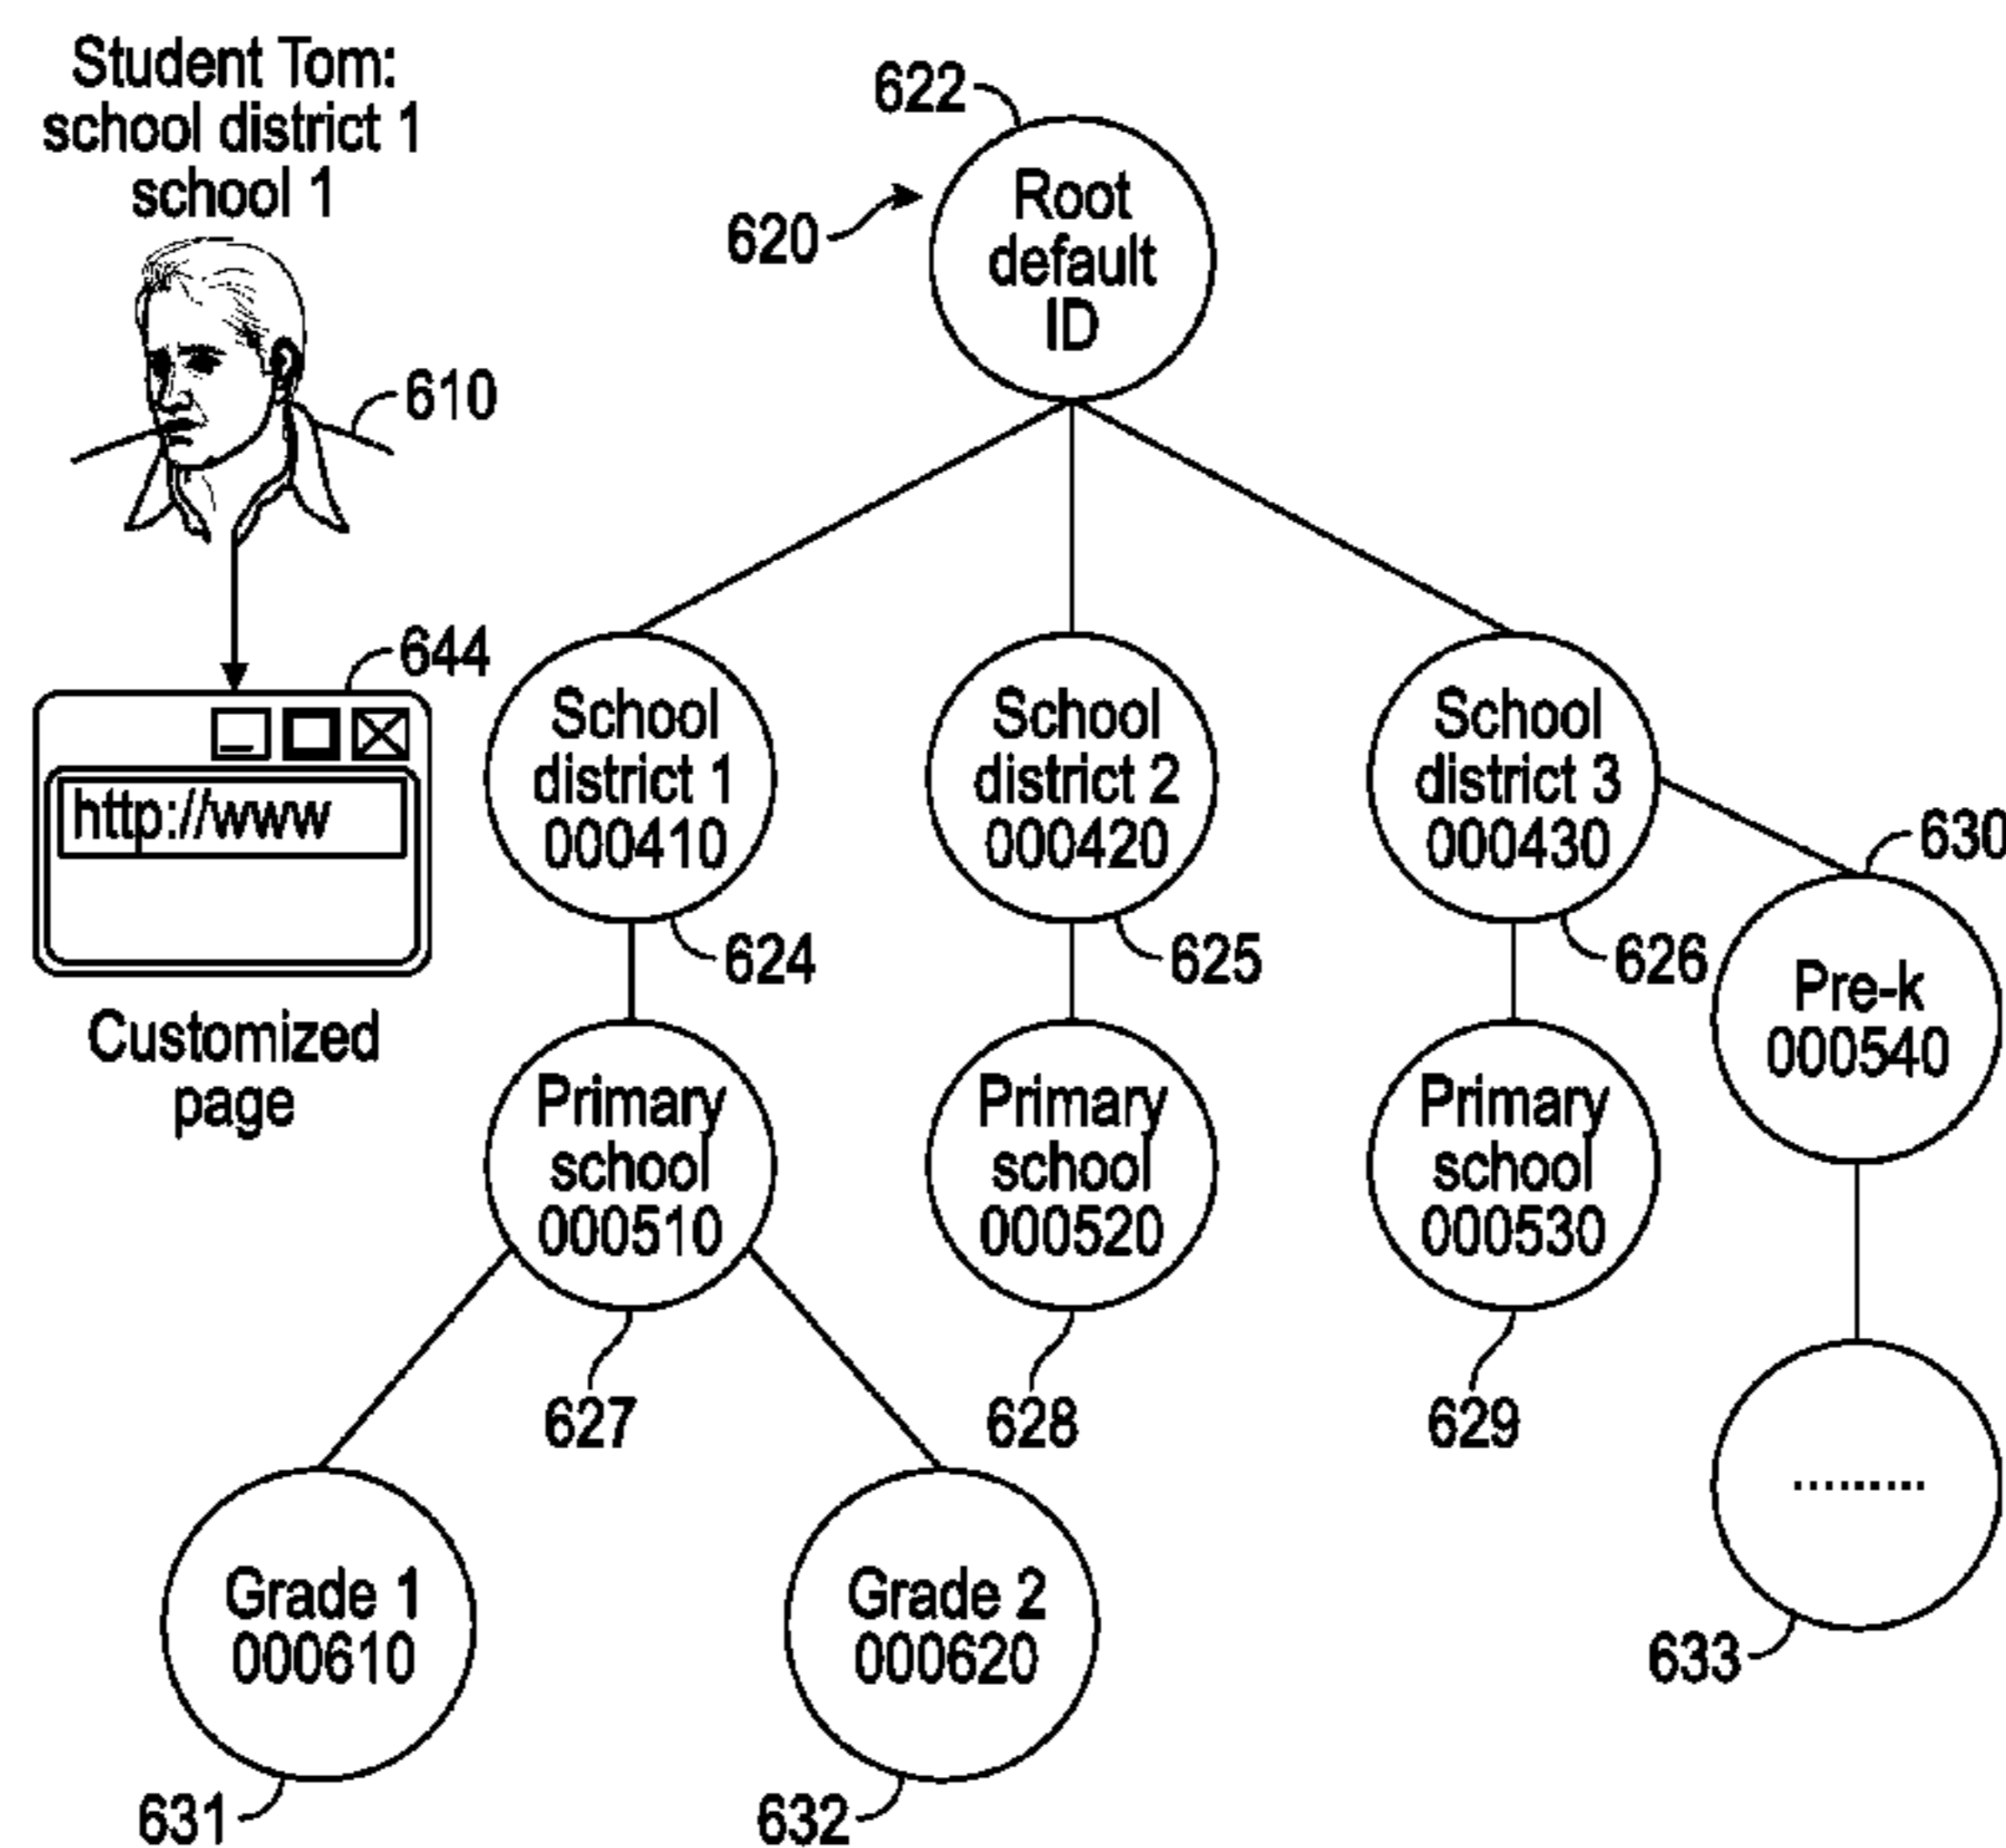 Student Tom:
school district 1
school 1
610
644
http://www
Customized
page
620
622
Root
default
ID
School
district 1
000410
624
School
district 2
000420
625
School
district 3
000430
626
630
Pre-k
000540
Primary
school
000510
627
Primary
school
000520
628
Primary
school
000530
629
.........
633
Grade 1
000610
631
Grade 2
000620
632